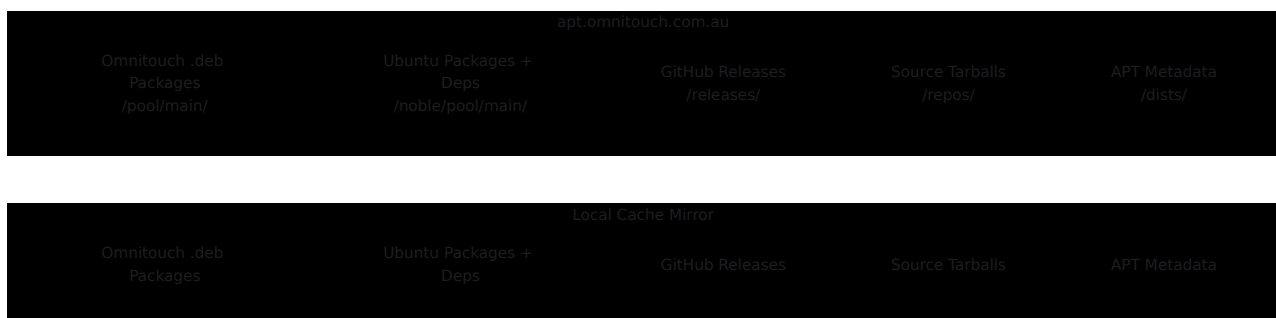 apt.omnitouch.com.au
Omnitouch .deb
Packages
/pool/main/
Ubuntu Packages +
Deps
/noble/pool/main/
GitHub Releases
/releases/
Source Tarballs
/repos/
APT Metadata
/dists/
Local Cache Mirror
Omnitouch .deb
Packages
Ubuntu Packages +
Deps
GitHub Releases
Source Tarballs
APT Metadata